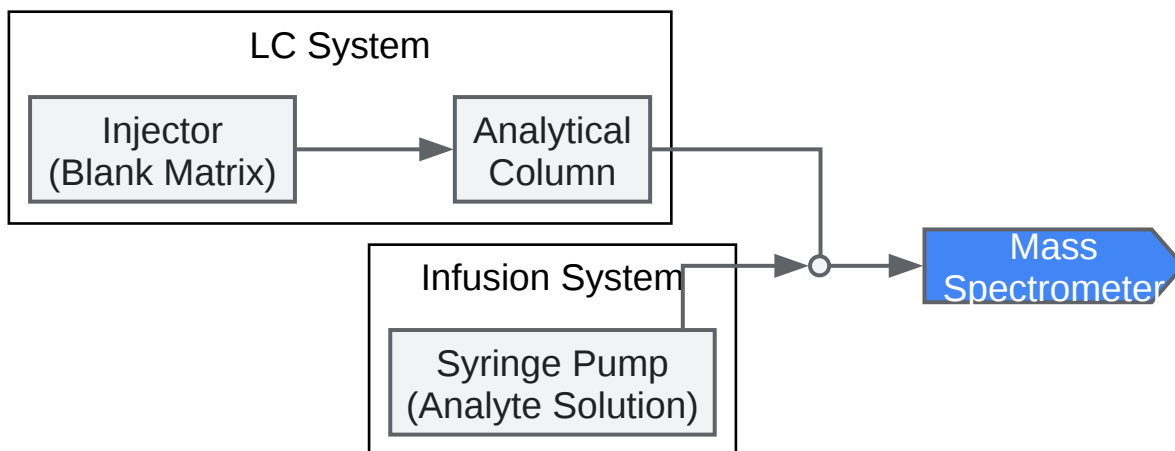 LC System
Injector
(Blank Matrix)
Analytical
Column
Infusion System
Syringe Pump
(Analyte Solution)
Mass
Spectrometer